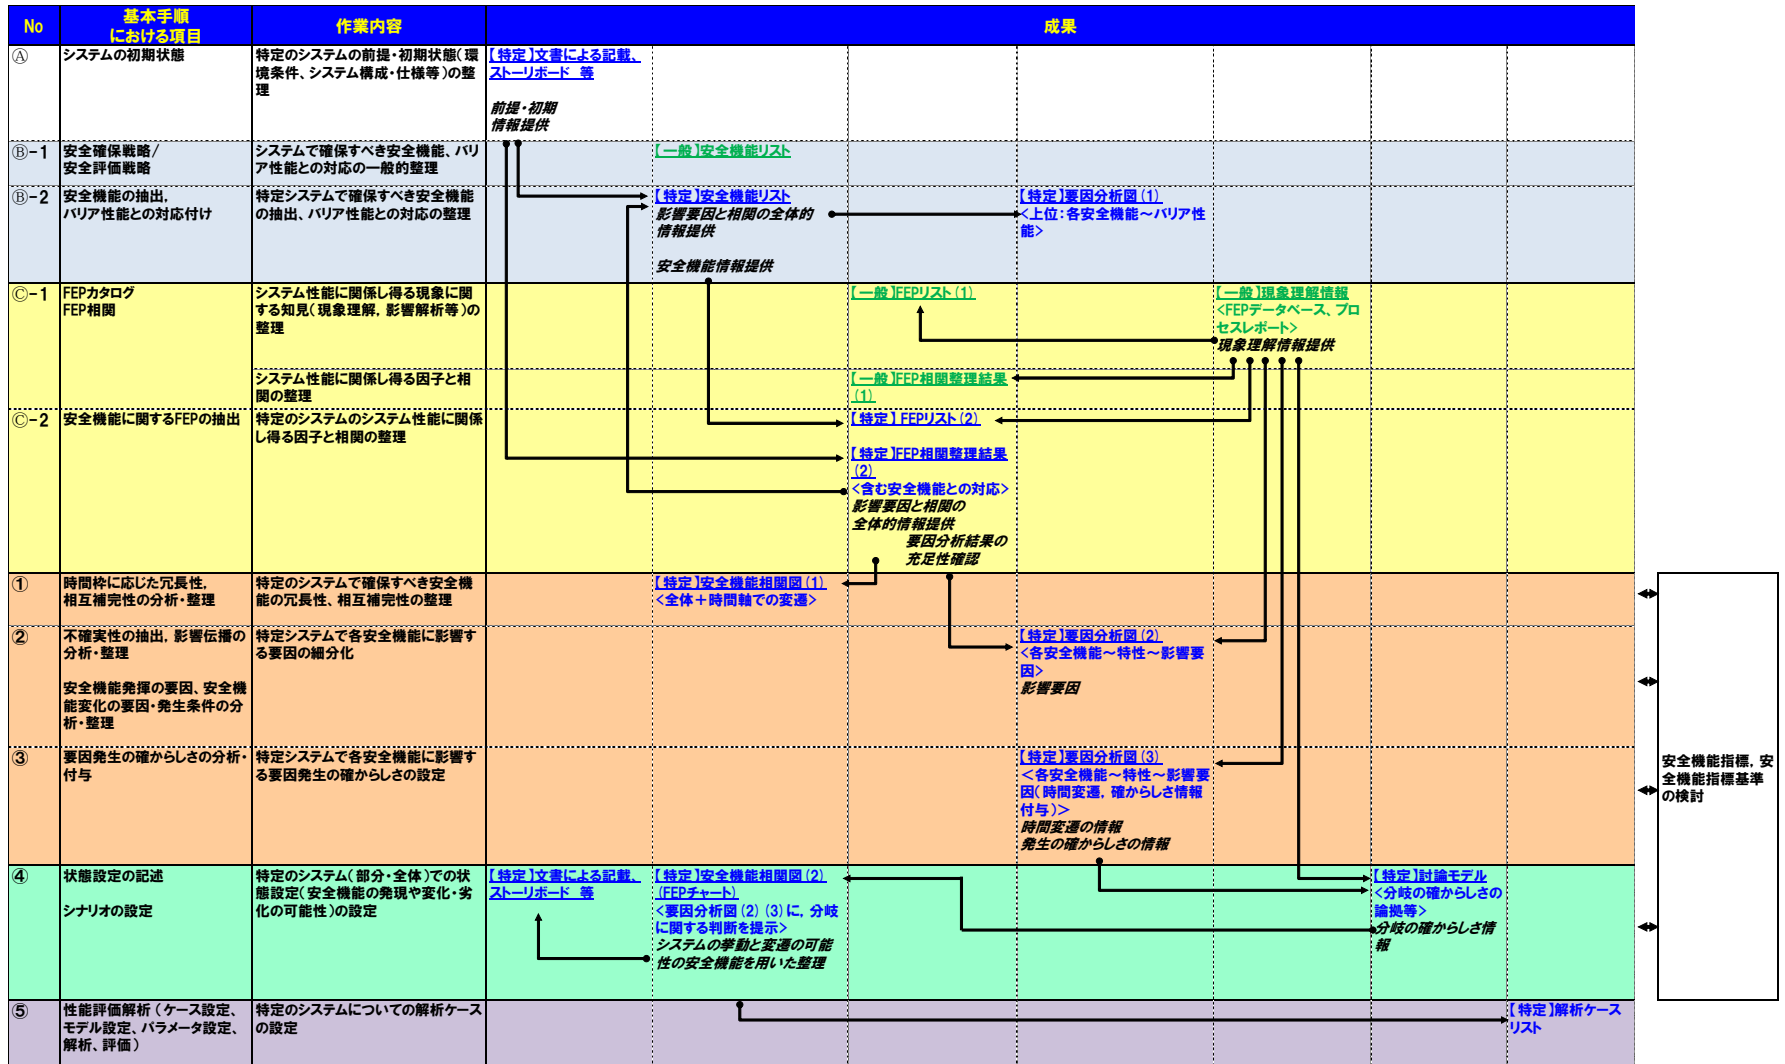 No
基本手順
における項目
作業内容
成果
Ⓐ
システムの初期状態
特定のシステムの前提・初期状態(環
境条件、システム構成・仕様等)の整
理
【特定】文書による記載、
ストーリボード 等
前提・初期
情報提供
Ⓑ-1
安全確保戦略/
安全評価戦略
システムで確保すべき安全機能、バリ
ア性能との対応の一般的整理
【一般】安全機能リスト
Ⓑ-2
安全機能の抽出,
バリア性能との対応付け
特定システムで確保すべき安全機能
の抽出、バリア性能との対応の整理
【特定】安全機能リスト
影響要因と相関の全体的
情報提供
安全機能情報提供
【特定】要因分析図(1)
<上位:各安全機能~バリア性
能>
Ⓒ-1
FEPカタログ
FEP相関
システム性能に関係し得る現象に関
する知見(現象理解, 影響解析等)の
整理
【一般】FEPリスト(1)
【一般】現象理解情報
<FEPデータベース、プロ
セスレポート>
現象理解情報提供
システム性能に関係し得る因子と相
関の整理
【一般】FEP相関整理結果
(1)
Ⓒ-2
安全機能に関するFEPの抽出
特定のシステムのシステム性能に関係
し得る因子と相関の整理
【特定】FEPリスト(2)
【特定】FEP相関整理結果
(2)
<含む安全機能との対応>
影響要因と相関の
全体的情報提供
要因分析結果の
充足性確認
①
時間枠に応じた冗長性,
相互補完性の分析・整理
特定のシステムで確保すべき安全機
能の冗長性、相互補完性の整理
【特定】安全機能相関図(1)
<全体+時間軸での変遷>
②
不確実性の抽出, 影響伝播の
分析・整理
安全機能発揮の要因、安全機
能変化の要因・発生条件の分
析・整理
特定システムで各安全機能に影響す
る要因の細分化
【特定】要因分析図(2)
<各安全機能~特性~影響要
因>
影響要因
③
要因発生の確からしさの分析・
付与
特定システムで各安全機能に影響す
る要因発生の確からしさの設定
【特定】要因分析図(3)
<各安全機能~特性~影響要
因(時間変遷, 確からしさ情報
付与)>
時間変遷の情報
発生の確からしさの情報
安全機能指標, 安
全機能指標基準
の検討
④
状態設定の記述
シナリオの設定
特定のシステム(部分・全体)での状
態設定(安全機能の発現や変化・劣
化の可能性)の設定
【特定】文書による記載、
ストーリボード 等
【特定】安全機能相関図(2)
(FEPチャート)
<要因分析図(2)(3)に, 分岐
に関する判断を提示>
システムの挙動と変遷の可能
性の安全機能を用いた整理
【特定】討論モデル
<分岐の確からしさの
論拠等>
分岐の確からしさ情
報
⑤
性能評価解析(ケース設定、
モデル設定、パラメータ設定、
解析、評価)
特定のシステムについての解析ケース
の設定
【特定】解析ケース
リスト